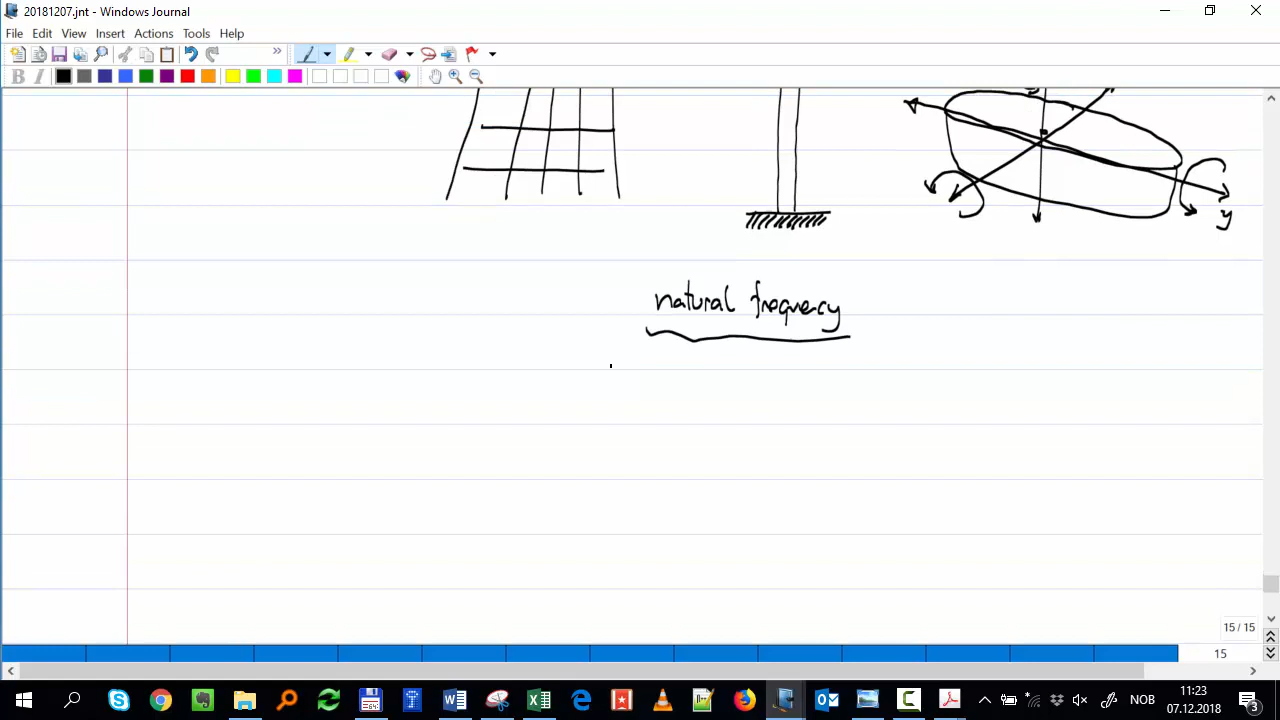 20181207.jnt - Windows Journal
File Edit View Insert Actions Tools Help
B I
y
natural frequency
15 / 15
15
NOB
11:23
07.12.2018
3